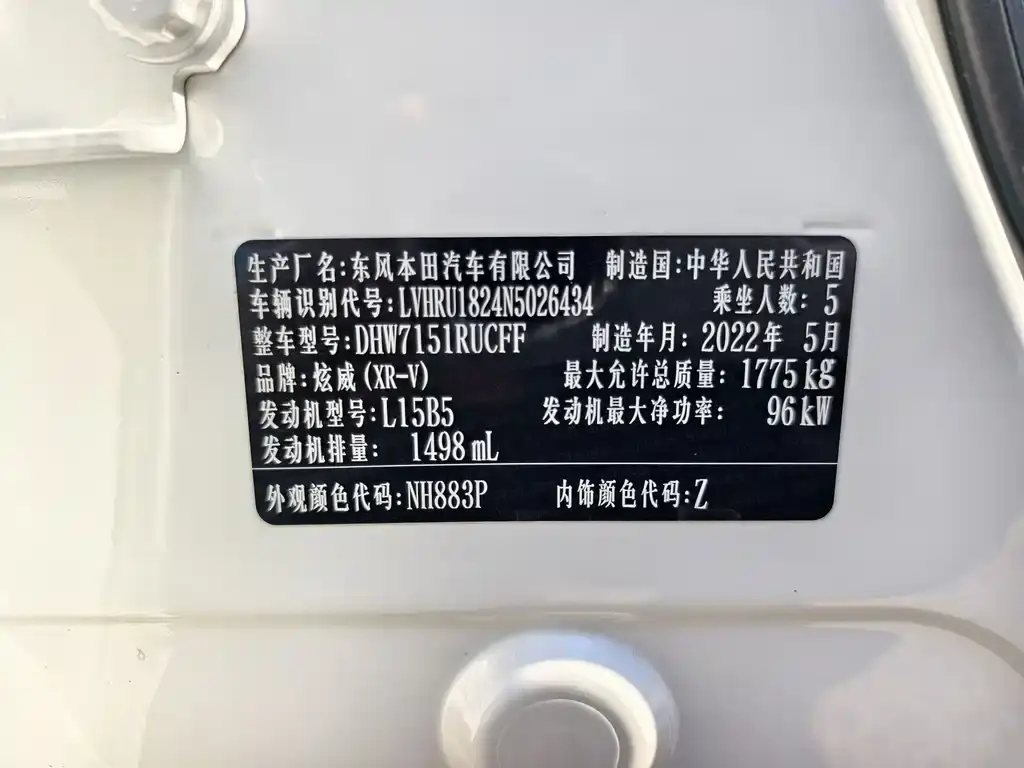 生产厂名:东风本田汽车有限公司 制造国:中华人民共和国
车辆识别代号:LVHRU1824N5026434 乘坐人数: 5
整车型号:DHW7151RUCFF 制造年月: 2022年 5月
品牌:炫威(XR-V) 最大允许总质量: 1775kg
发动机型号:L15B5 发动机最大净功率: 96kW
发动机排量: 1498mL
外观颜色代码:NH883P 内饰颜色代码:Z